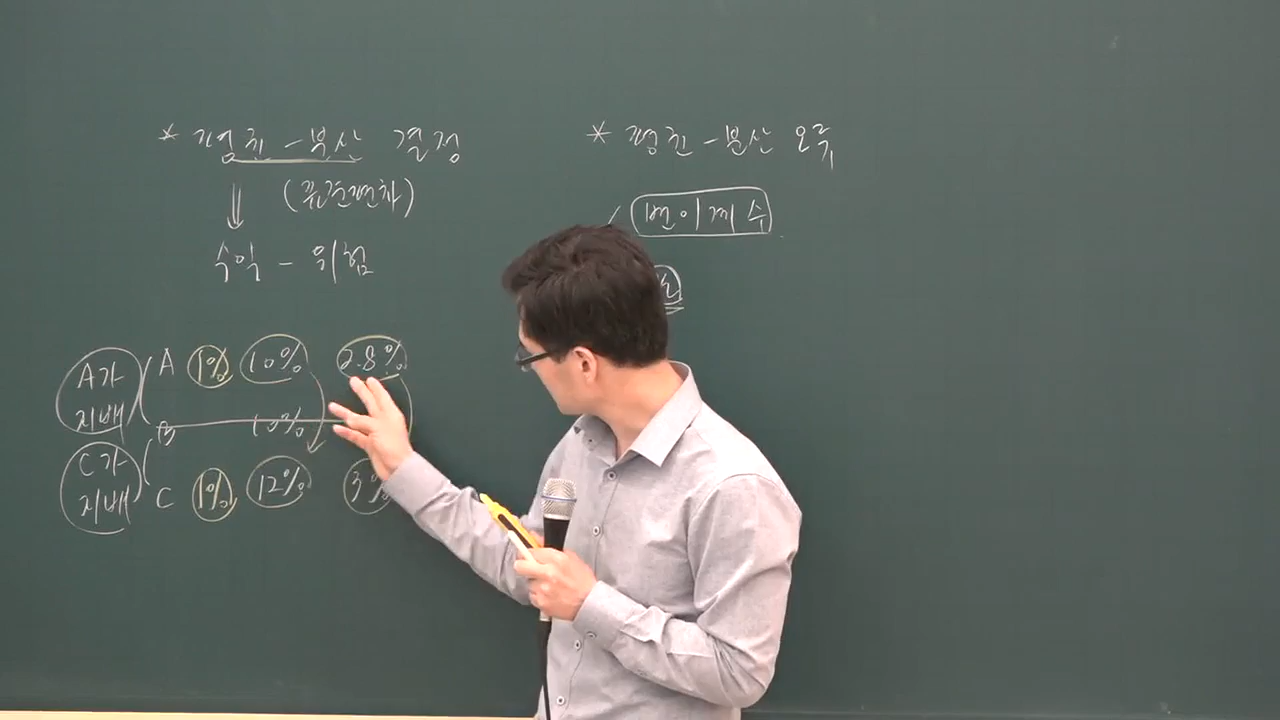 * 평균 - 분산 결정
(표준편차)
수익 - 위험
A가 지배
A 1% 10% 2.8%
B 10%
C가 지배
C 1% 12% 3%
* 평균 - 분산 오류
변이계수